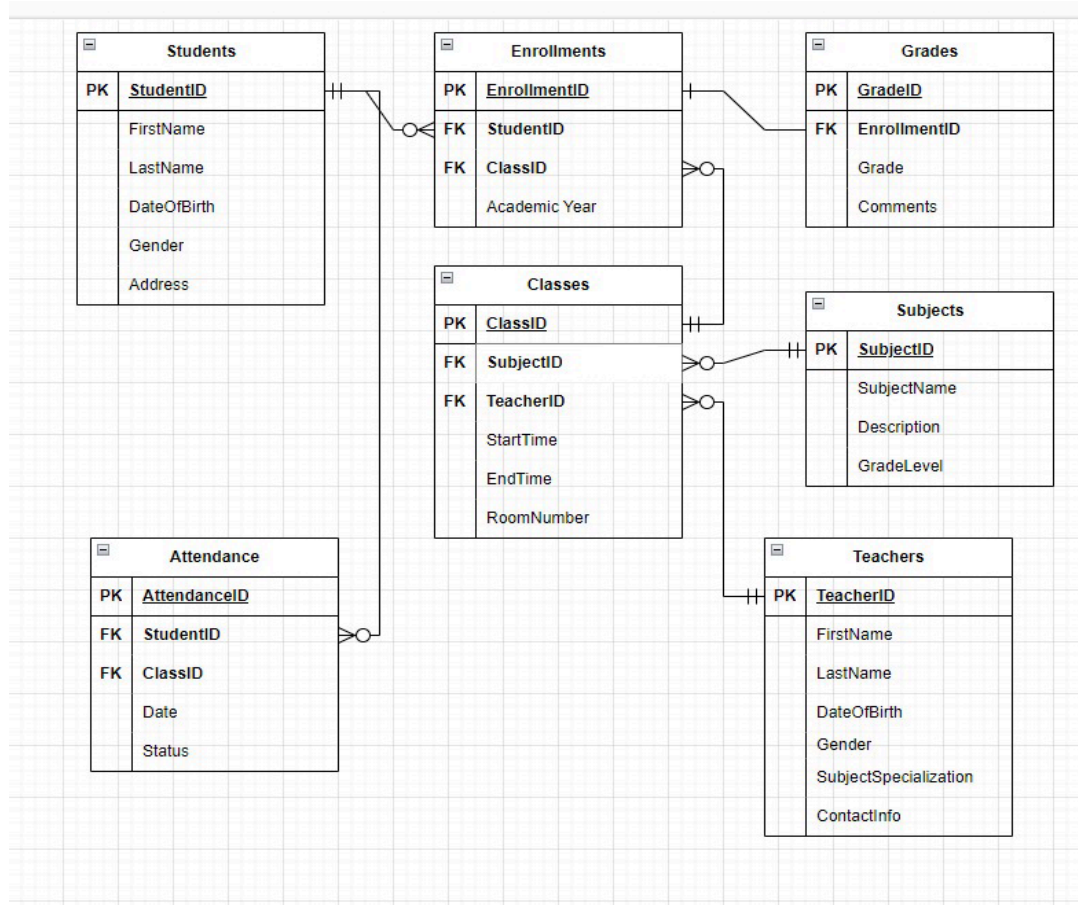 Students
PK StudentID
FirstName
LastName
DateOfBirth
Gender
Address
Enrollments
PK EnrollmentID
FK StudentID
FK ClassID
Academic Year
Grades
PK GradeID
FK EnrollmentID
Grade
Comments
Classes
PK ClassID
FK SubjectID
FK TeacherID
StartTime
EndTime
RoomNumber
Subjects
PK SubjectID
SubjectName
Description
GradeLevel
Attendance
PK AttendanceID
FK StudentID
FK ClassID
Date
Status
Teachers
PK TeacherID
FirstName
LastName
DateOfBirth
Gender
SubjectSpecialization
ContactInfo